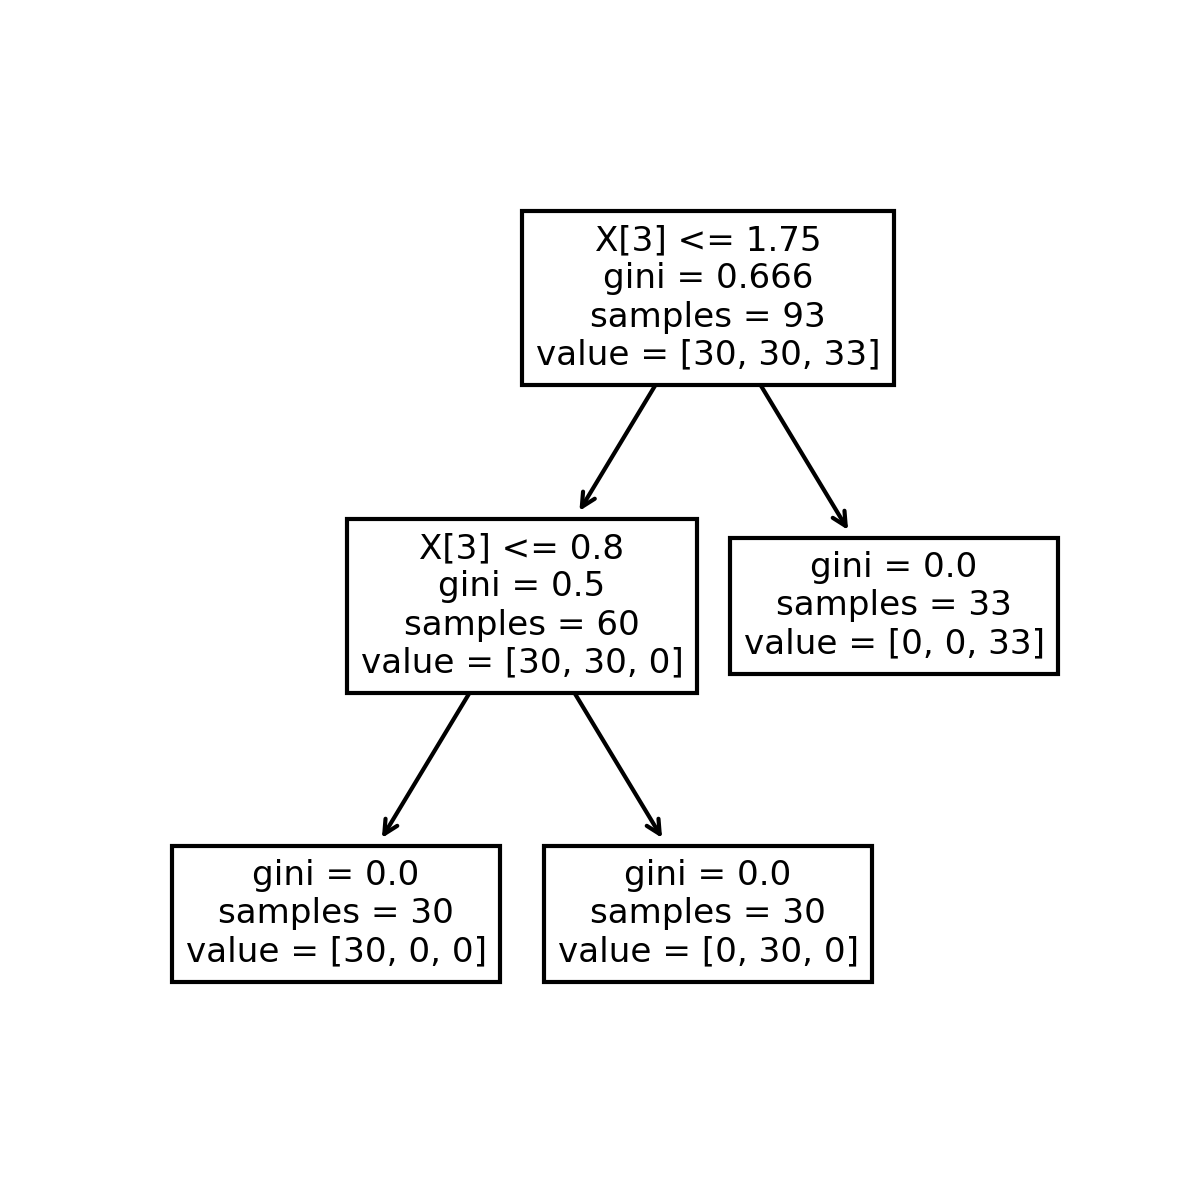 X[3] <= 1.75
gini = 0.666
samples = 93
value = [30, 30, 33]
X[3] <= 0.8
gini = 0.5
samples = 60
value = [30, 30, 0]
gini = 0.0
samples = 33
value = [0, 0, 33]
gini = 0.0
samples = 30
value = [30, 0, 0]
gini = 0.0
samples = 30
value = [0, 30, 0]